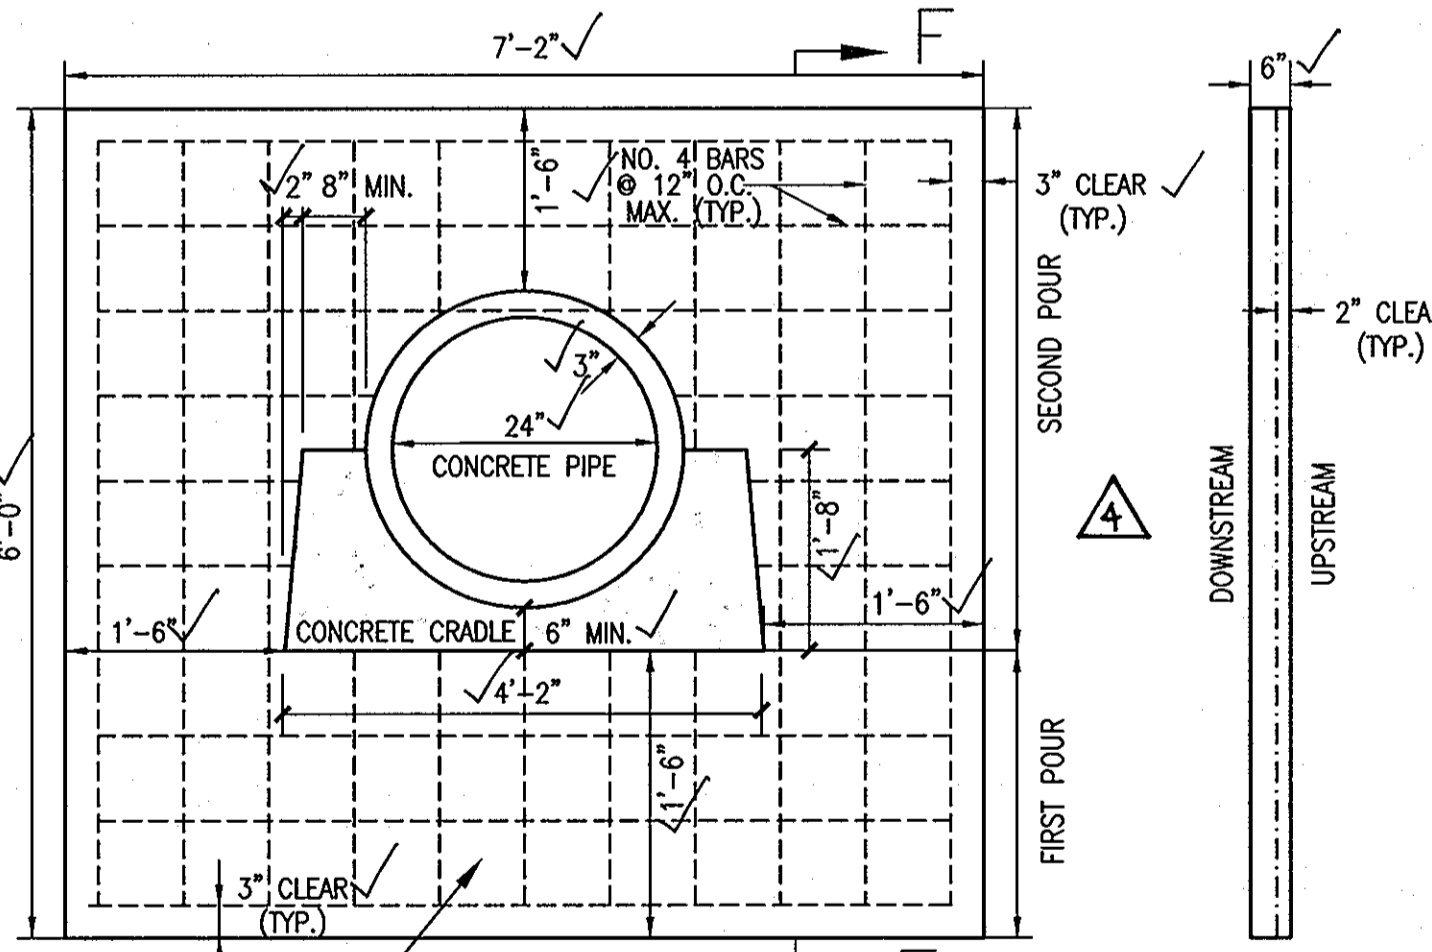 7'-2"
F
6"
NO. 4 BARS
@ 12" O.C.
MAX. (TYP.)
2" 8" MIN.
1'-6"
3" CLEAR
(TYP.)
SECOND POUR
2" CLEA
(TYP.)
3"
24"
CONCRETE PIPE
6'-0"
1'-8"
4
DOWNSTREAM
UPSTREAM
1'-6"
1'-6"
CONCRETE CRADLE
6" MIN.
4'-2"
1'-6"
FIRST POUR
3" CLEAR
(TYP.)